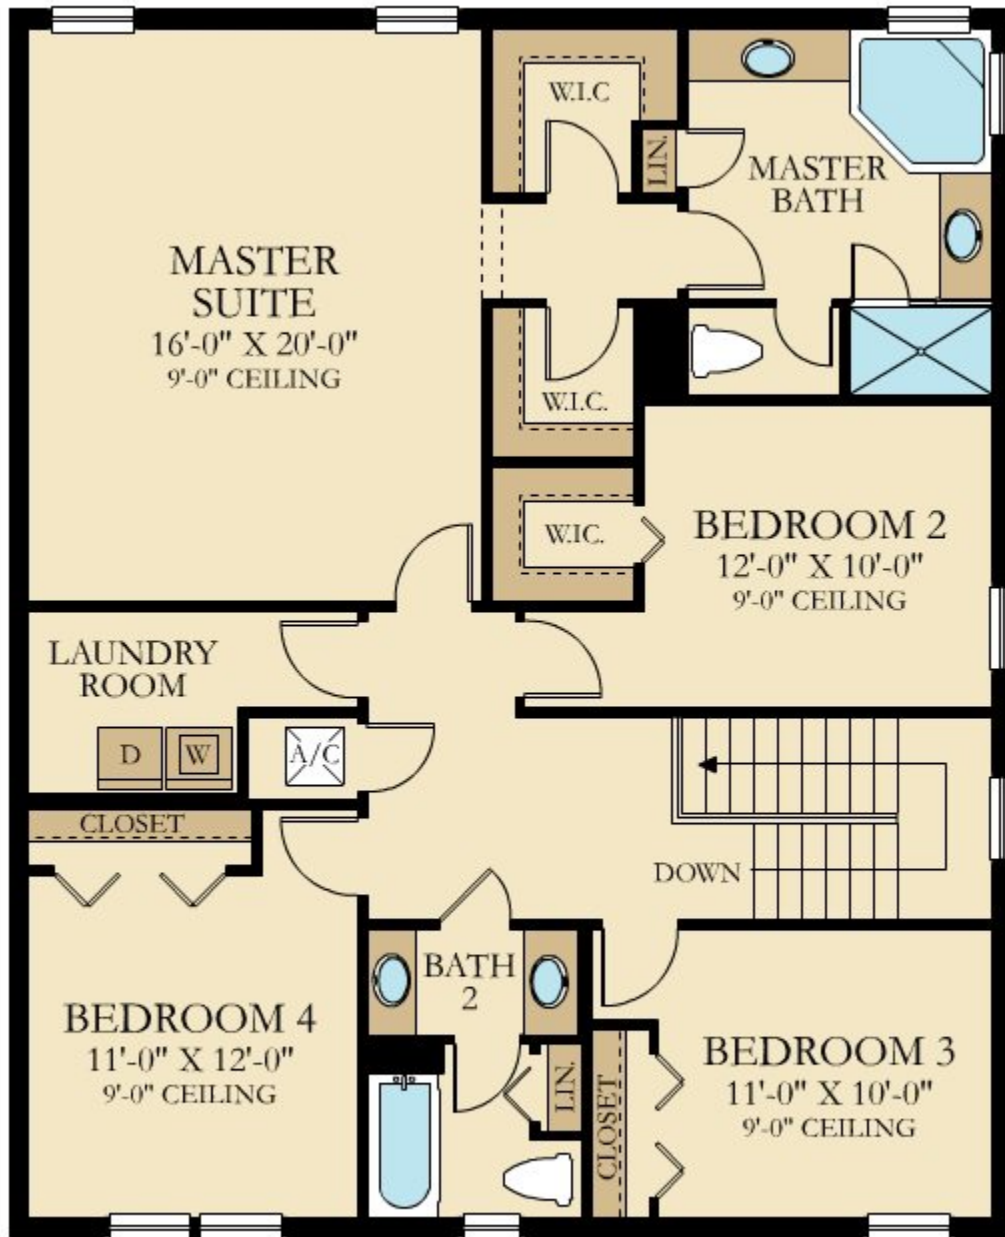 W.I.C
LIN.
MASTER
BATH
MASTER
SUITE
16'-0" X 20'-0"
9'-0" CEILING
W.I.C.
W.IC.
BEDROOM 2
12'-0" X 10'-0"
9'-0" CEILING
LAUNDRY
ROOM
D
W
A/C
CLOSET
DOWN
BATH
2
BEDROOM 4
11'-0" X 12'-0"
9'-0" CEILING
LIN.
CLOSET
BEDROOM 3
11'-0" X 10'-0"
9'-0" CEILING